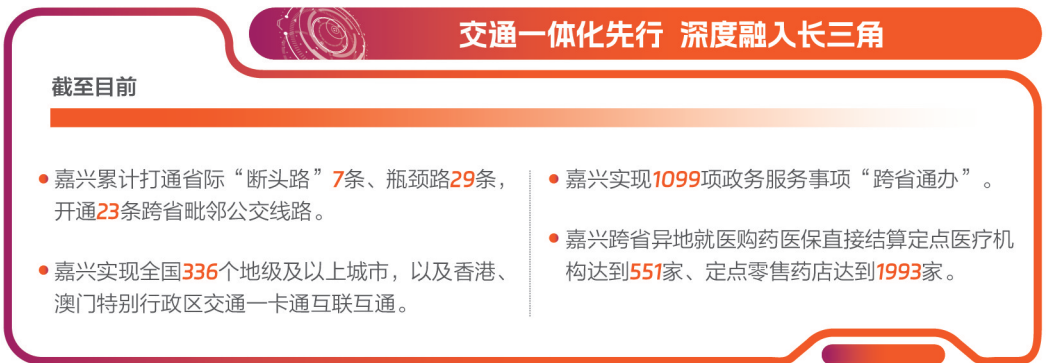 交通一体化先行 深度融入长三角
截至目前
嘉兴累计打通省际“断头路”7条、瓶颈路29条，
开通23条跨省毗邻公交线路。
嘉兴实现全国336个地级及以上城市，以及香港、
澳门特别行政区交通一卡通互联互通。
嘉兴实现1099项政务服务事项“跨省通办”。
嘉兴跨省异地就医购药医保直接结算定点医疗机
构达到551家、定点零售药店达到1993家。